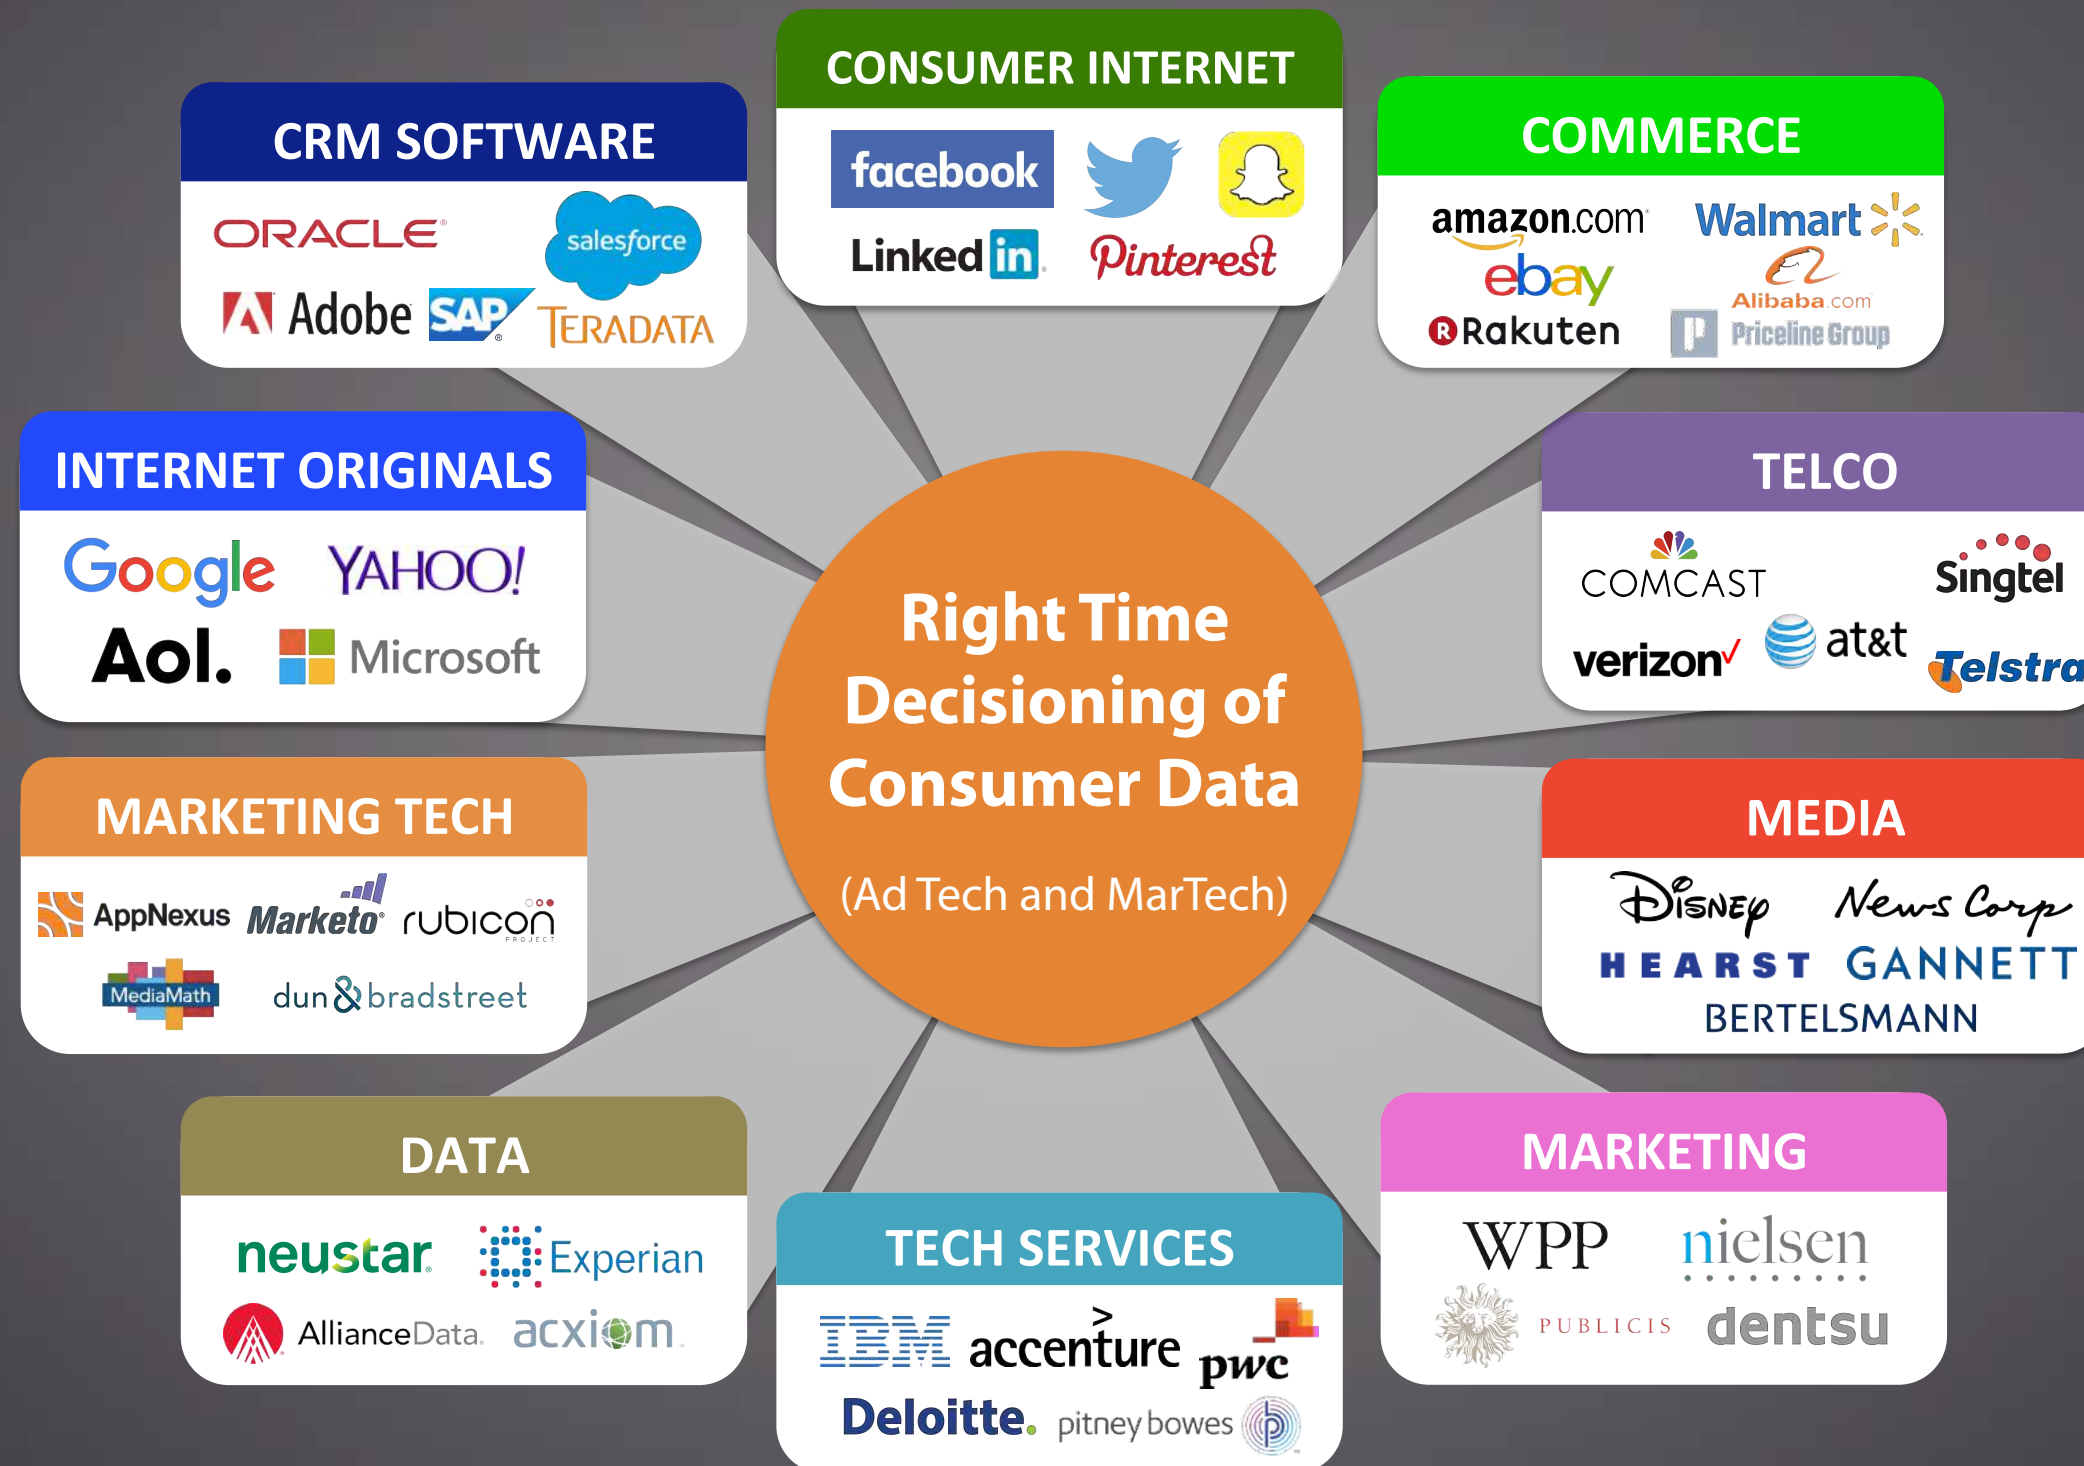 CONSUMER INTERNET
facebook
Linked in
Pinterest
CRM SOFTWARE
ORACLE
salesforce
Adobe SAP TERADATA
COMMERCE
amazon.com Walmart
ebay
Alibaba.com
Rakuten
Priceline Group
INTERNET ORIGINALS
Google YAHOO!
Aol. Microsoft
TELCO
COMCAST Singtel
verizon at&t Telstra
Right Time
Decisioning of
Consumer Data
(Ad Tech and MarTech)
MARKETING TECH
AppNexus Marketo rubicon
PROJECT
MediaMath dun & bradstreet
MEDIA
Disney News Corp
HEARST GANNETT
BERTELSMANN
DATA
neustar Experian
AllianceData acxiom
TECH SERVICES
IBM accenture pwc
Deloitte. pitney bowes
MARKETING
WPP nielsen
PUBLICIS dentsu